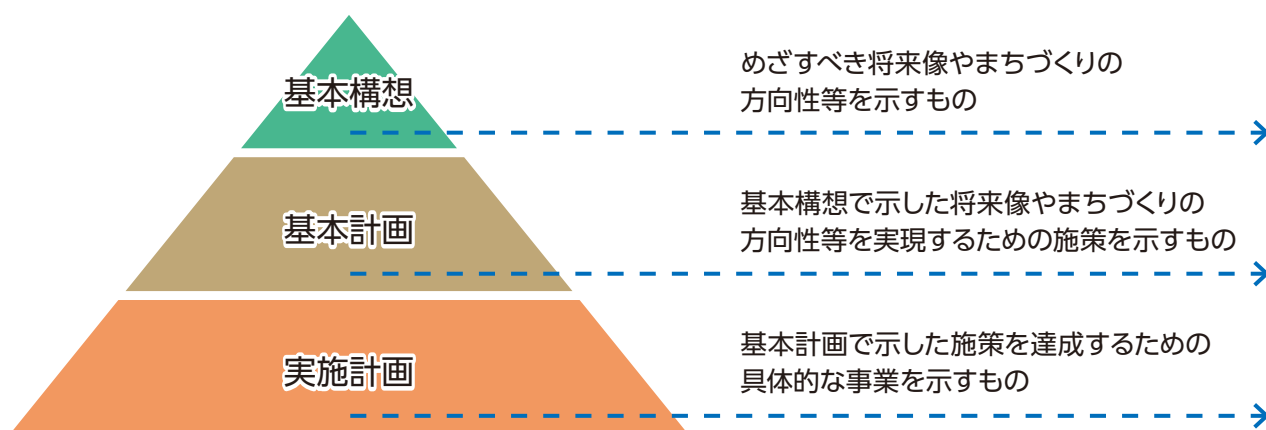 基本構想
めざすべき将来像やまちづくりの
方向性等を示すもの
基本計画
基本構想で示した将来像やまちづくりの
方向性等を実現するための施策を示すもの
実施計画
基本計画で示した施策を達成するための
具体的な事業を示すもの